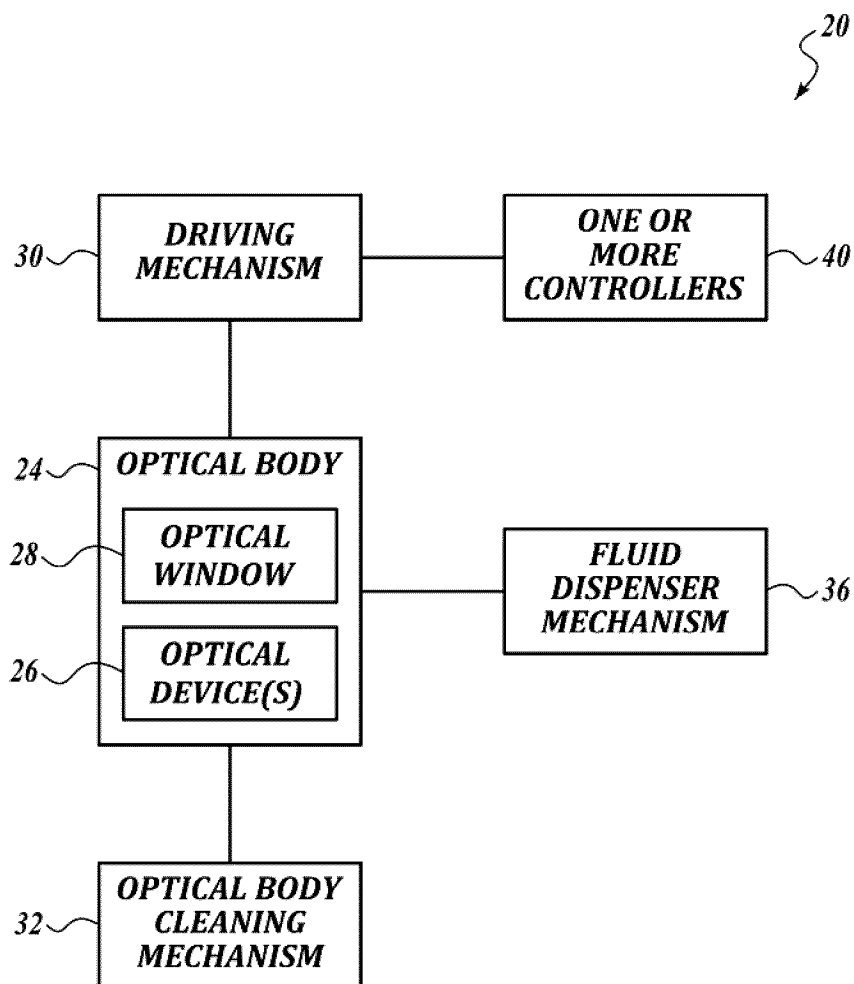 20
DRIVING
MECHANISM
30
ONE OR
MORE
CONTROLLERS
40
24
OPTICAL BODY
28
OPTICAL
WINDOW
26
OPTICAL
DEVICE(S)
FLUID
DISPENSER
MECHANISM
36
OPTICAL BODY
CLEANING
MECHANISM
32